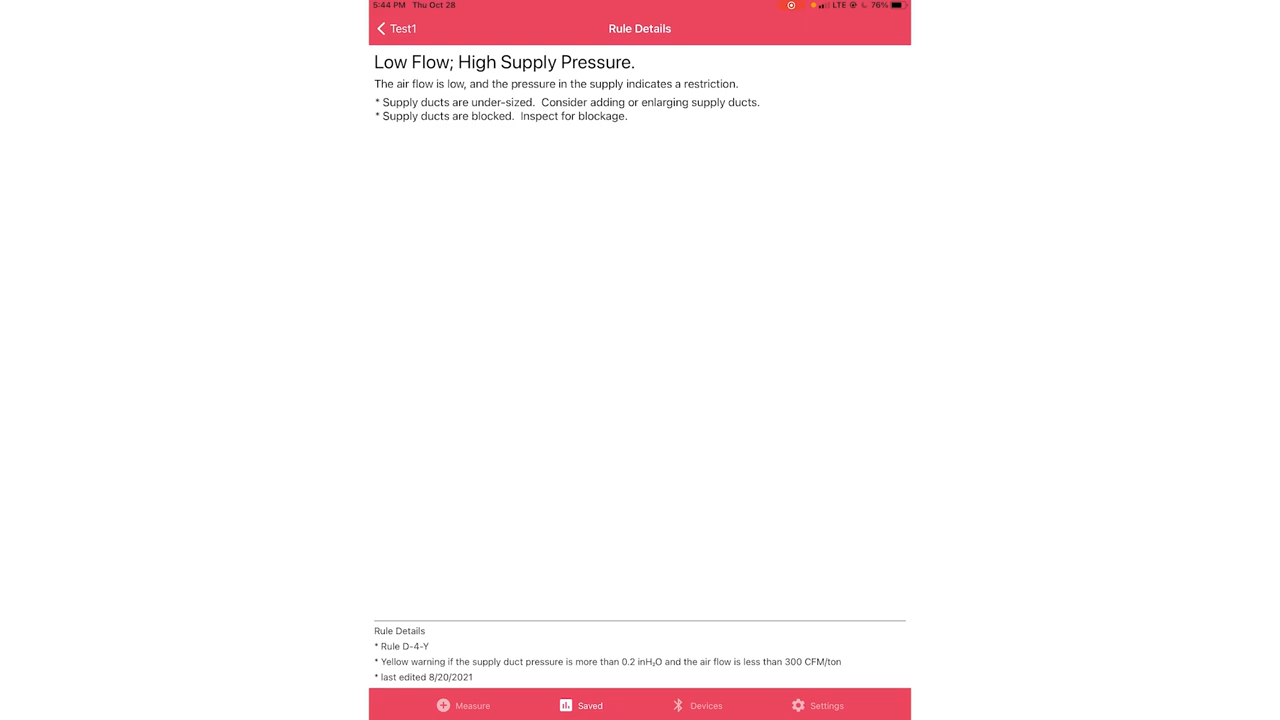 5:44 PM Thu Oct 28 LTE 76%
Test1 Rule Details
Low Flow; High Supply Pressure.
The air flow is low, and the pressure in the supply indicates a restriction.
* Supply ducts are under-sized. Consider adding or enlarging supply ducts.
* Supply ducts are blocked. Inspect for blockage.
Rule Details
* Rule D-4-Y
* Yellow warning if the supply duct pressure is more than 0.2 inH₂O and the air flow is less than 300 CFM/ton
* last edited 8/20/2021
Measure Saved Devices Settings